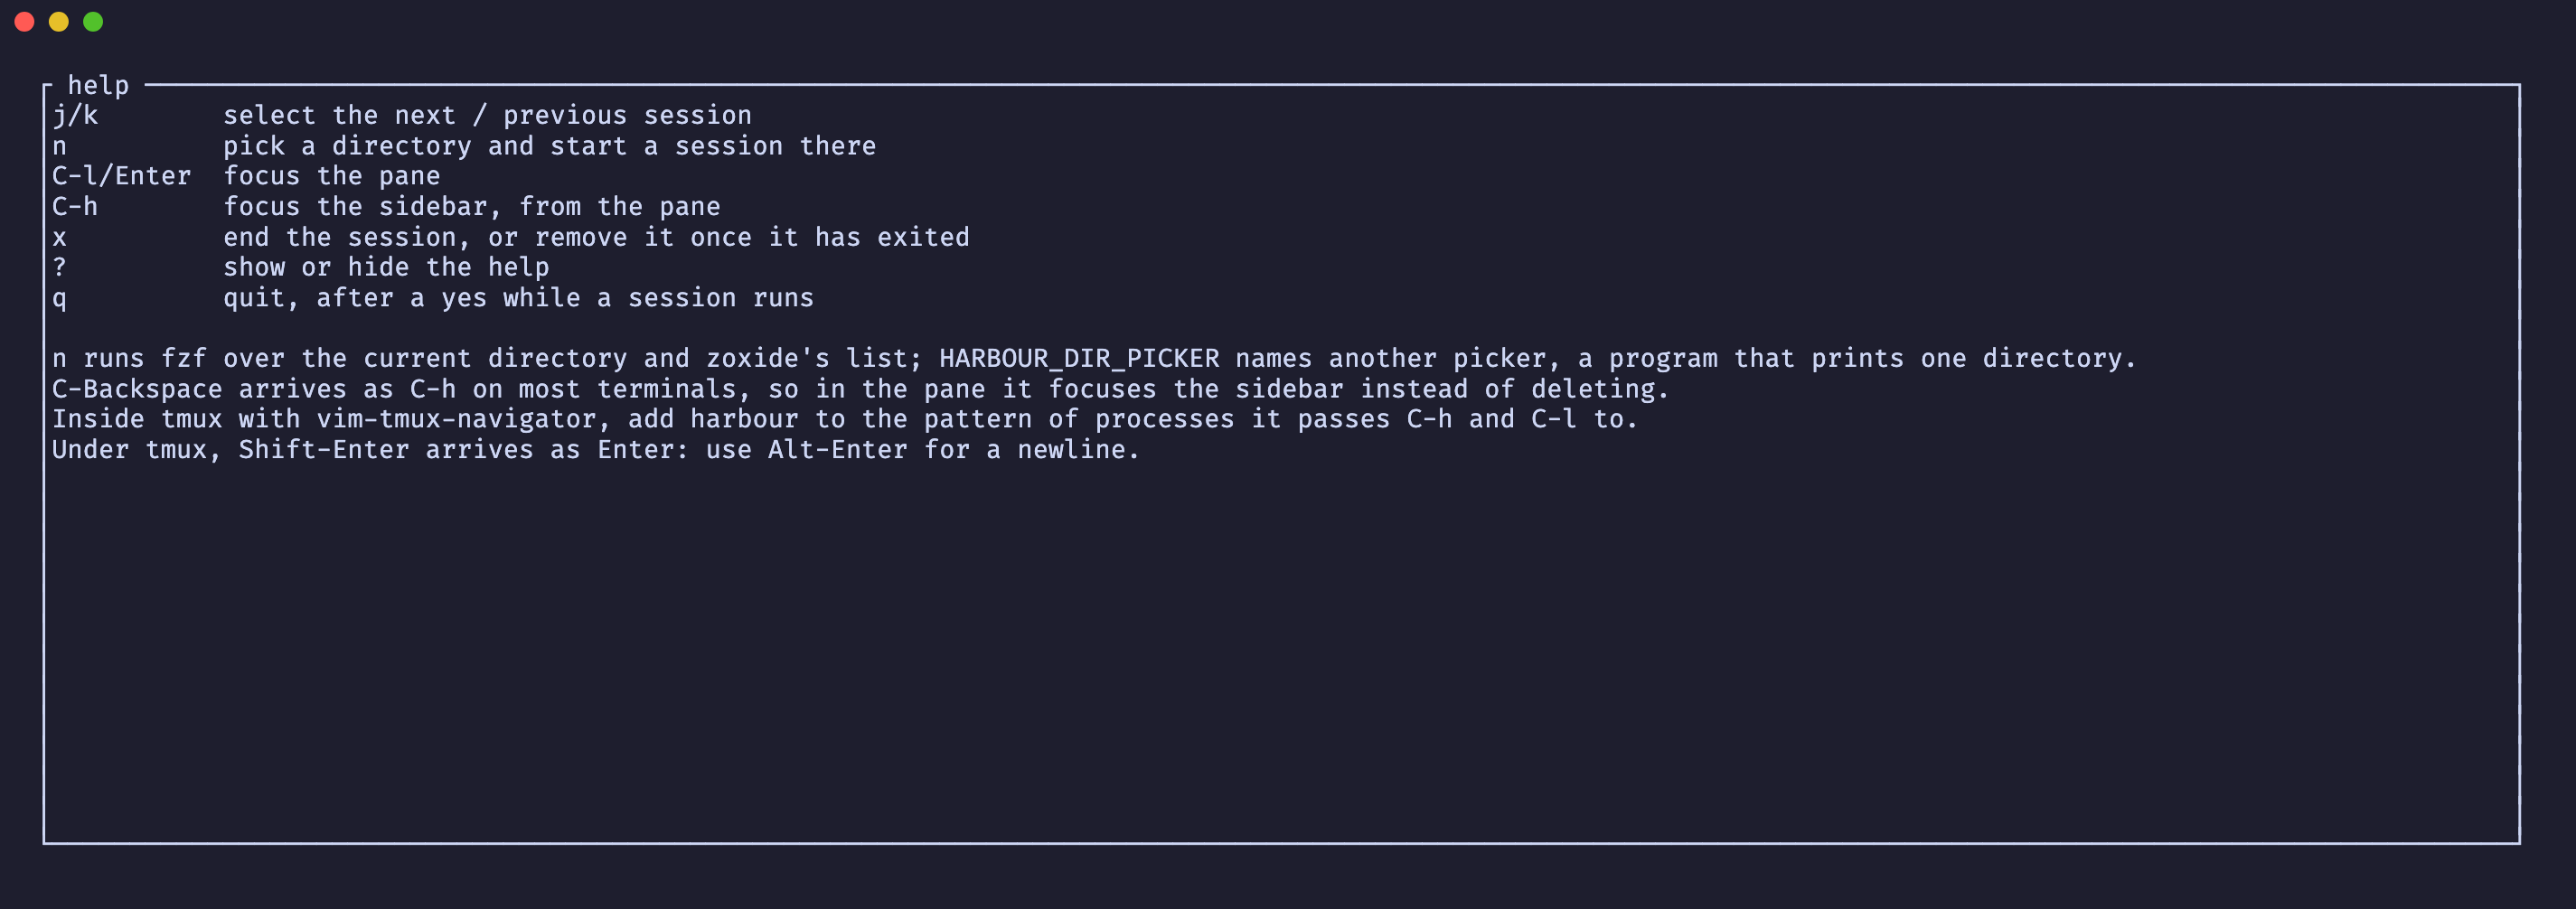 help
j/k        select the next / previous session
n          pick a directory and start a session there
C-l/Enter  focus the pane
C-h        focus the sidebar, from the pane
x          end the session, or remove it once it has exited
?          show or hide the help
q          quit, after a yes while a session runs
n runs fzf over the current directory and zoxide's list; HARBOUR_DIR_PICKER names another picker, a program that prints one directory.
C-Backspace arrives as C-h on most terminals, so in the pane it focuses the sidebar instead of deleting.
Inside tmux with vim-tmux-navigator, add harbour to the pattern of processes it passes C-h and C-l to.
Under tmux, Shift-Enter arrives as Enter: use Alt-Enter for a newline.